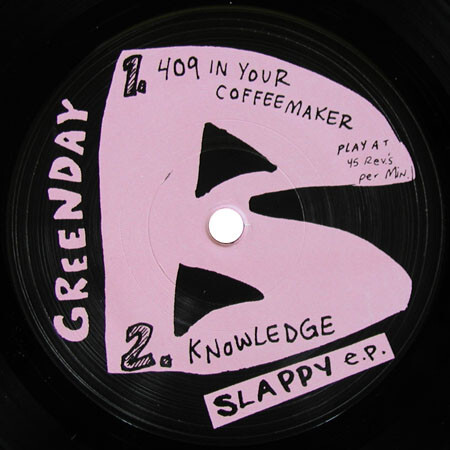 GREENDAY
1. 409 IN YOUR
COFFEEMAKER
PLAY AT
45 Rev.'s
per Min.
2. KNOWLEDGE
SLAPPY e.p.